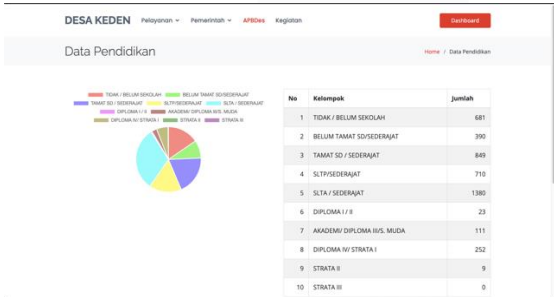 DESA KEDEN Pelayanan Pemerintah APBDes Kegiatan Dashboard
Data Pendidikan
Home / Data Pendidikan
TIDAK / BELUM SEKOLAH BELUM TAMAT SD/SEDERAJAT
TAMAT SD / SEDERAJAT SLTP/SEDERAJAT SLTA / SEDERAJAT
DIPLOMA I / II AKADEMI/ DIPLOMA III/S. MUDA
DIPLOMA IV/ STRATA I STRATA II STRATA III
No Kelompok Jumlah
1 TIDAK / BELUM SEKOLAH 681
2 BELUM TAMAT SD/SEDERAJAT 390
3 TAMAT SD / SEDERAJAT 849
4 SLTP/SEDERAJAT 710
5 SLTA / SEDERAJAT 1380
6 DIPLOMA I / II 23
7 AKADEMI/ DIPLOMA III/S. MUDA 111
8 DIPLOMA IV/ STRATA I 252
9 STRATA II 9
10 STRATA III 0